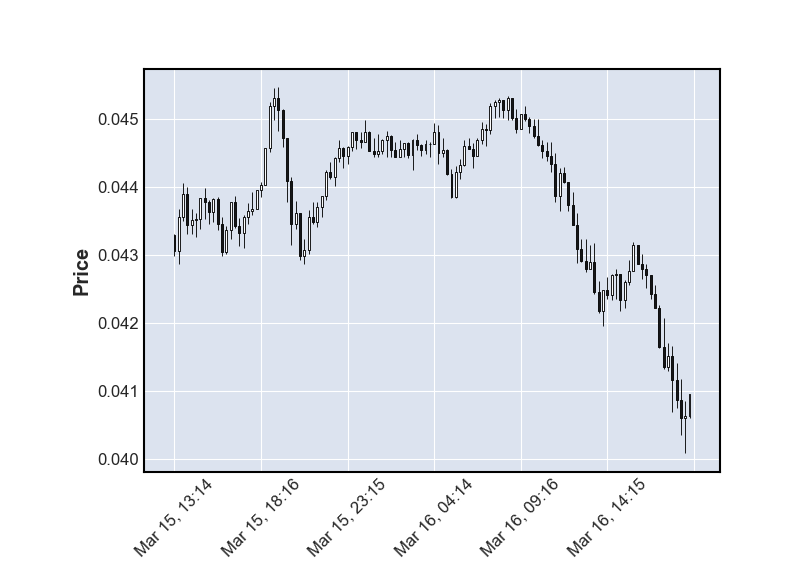 0.045
0.044
0.043
0.042
0.041
0.040
Price
Mar 15, 13:14
Mar 15, 18:16
Mar 15, 23:15
Mar 16, 04:14
Mar 16, 09:16
Mar 16, 14:15